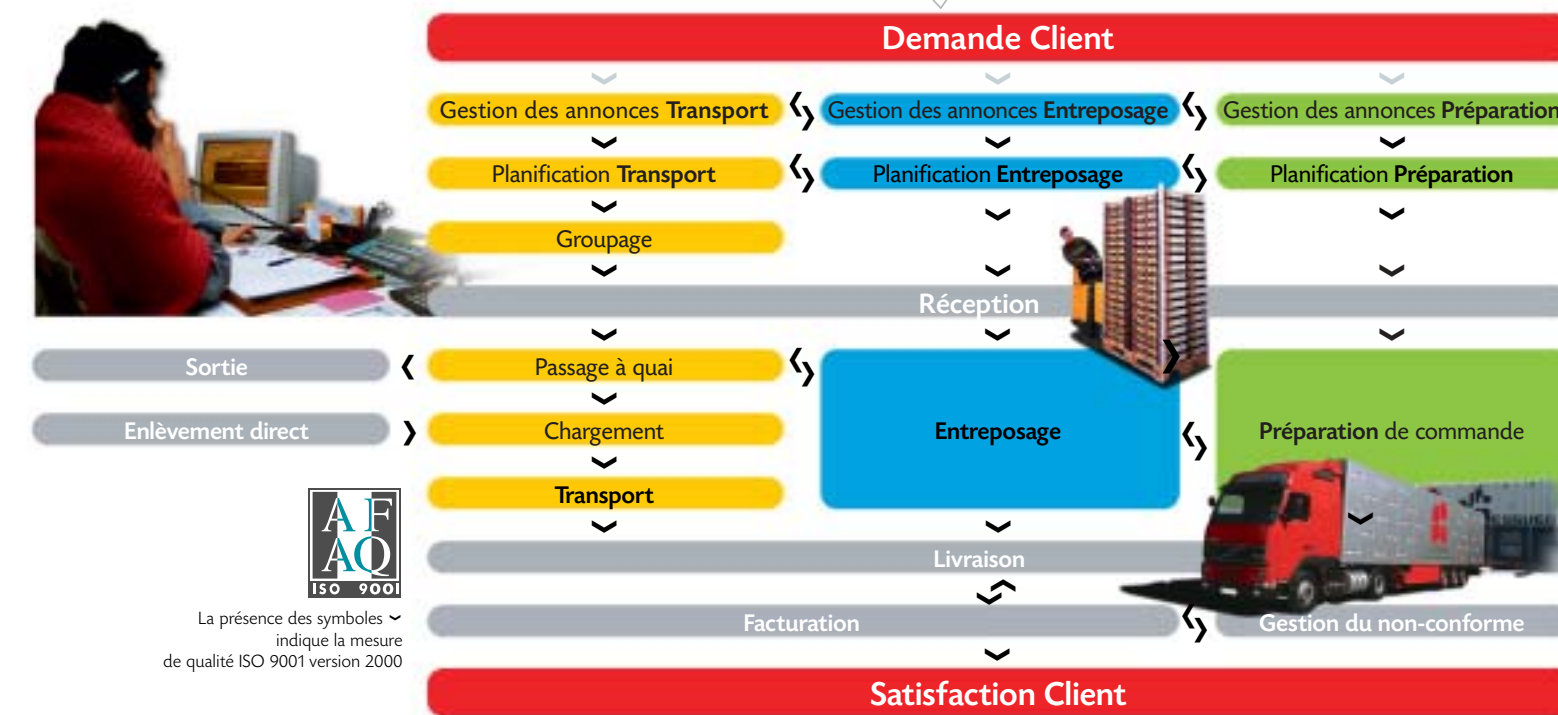 Demande Client
Gestion des annonces Transport
Gestion des annonces Entreposage
Gestion des annonces Préparation
Planification Transport
Planification Entreposage
Planification Préparation
Groupage
Réception
Sortie
Passage à quai
Enlèvement direct
Chargement
Entreposage
Préparation de commande
Transport
AF
AQ
ISO 9001
Livraison
La présence des symboles
indique la mesure
de qualité ISO 9001 version 2000
Facturation
Gestion du non-conforme
Satisfaction Client